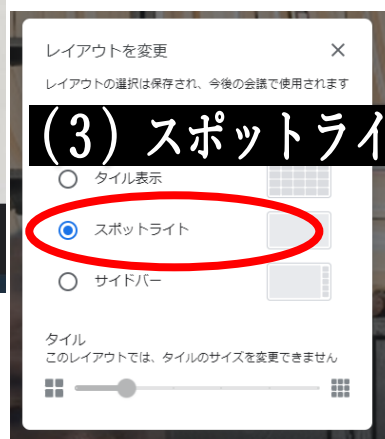 レイアウトを変更
レイアウトの選択は保存され、今後の会議で使用されます
(3) スポットライ
タイル表示
スポットライト
サイドバー
タイル
このレイアウトでは、タイルのサイズを変更できません